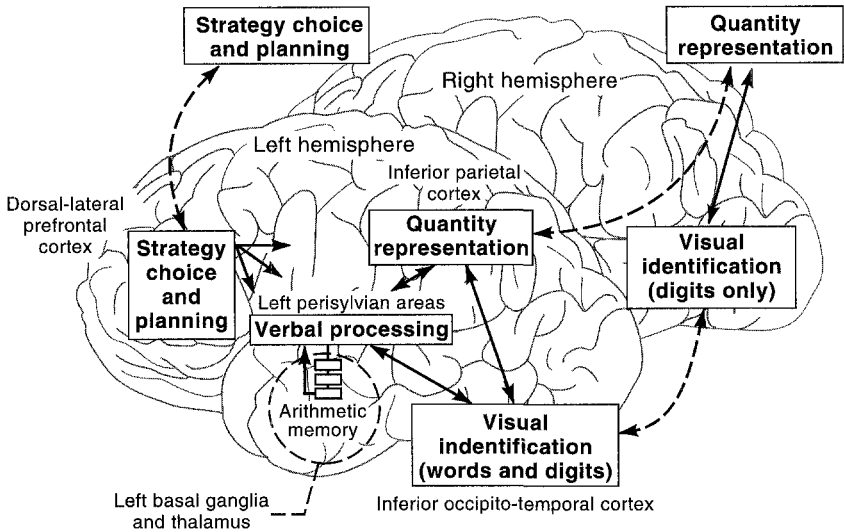 Strategy choice
and planning
Quantity
representation
Right hemisphere
Left hemisphere
Inferior parietal
cortex
Dorsal-lateral
prefrontal
cortex
Quantity
representation
Strategy
choice
and
planning
Visual
identification
(digits only)
Left perisylvian areas
Verbal processing
Arithmetic
memory
Visual
indentification
(words and digits)
Left basal ganglia
and thalamus
Inferior occipito-temporal cortex